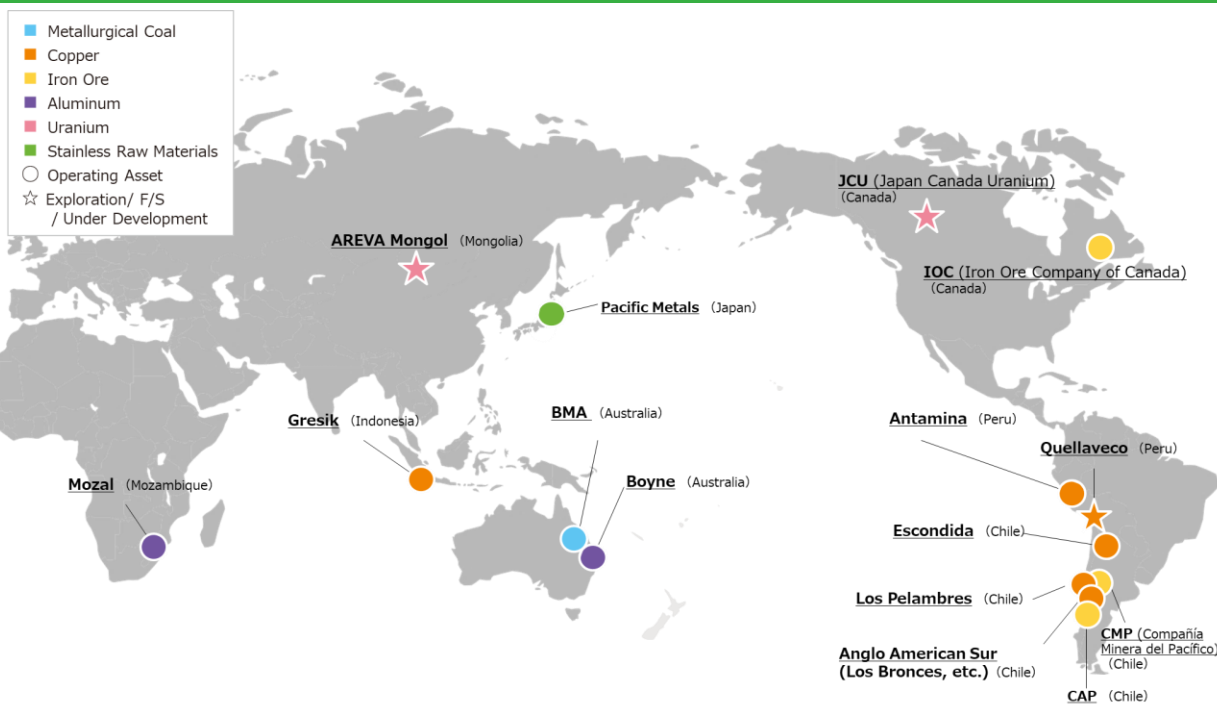 Metallurgical Coal
Copper
Iron Ore
Aluminum
Uranium
Stainless Raw Materials
Operating Asset
Exploration/ F/S
/ Under Development
JCU (Japan Canada Uranium)
(Canada)
AREVA Mongol (Mongolia)
IOC (Iron Ore Company of Canada)
(Canada)
Pacific Metals (Japan)
Gresik (Indonesia)
BMA (Australia)
Antamina (Peru)
Quellaveco (Peru)
Mozal (Mozambique)
Boyne (Australia)
Escondida (Chile)
Los Pelambres (Chile)
CMP (Compañía
Minera del Pacífico)
(Chile)
Anglo American Sur
(Los Bronces, etc.) (Chile)
CAP (Chile)